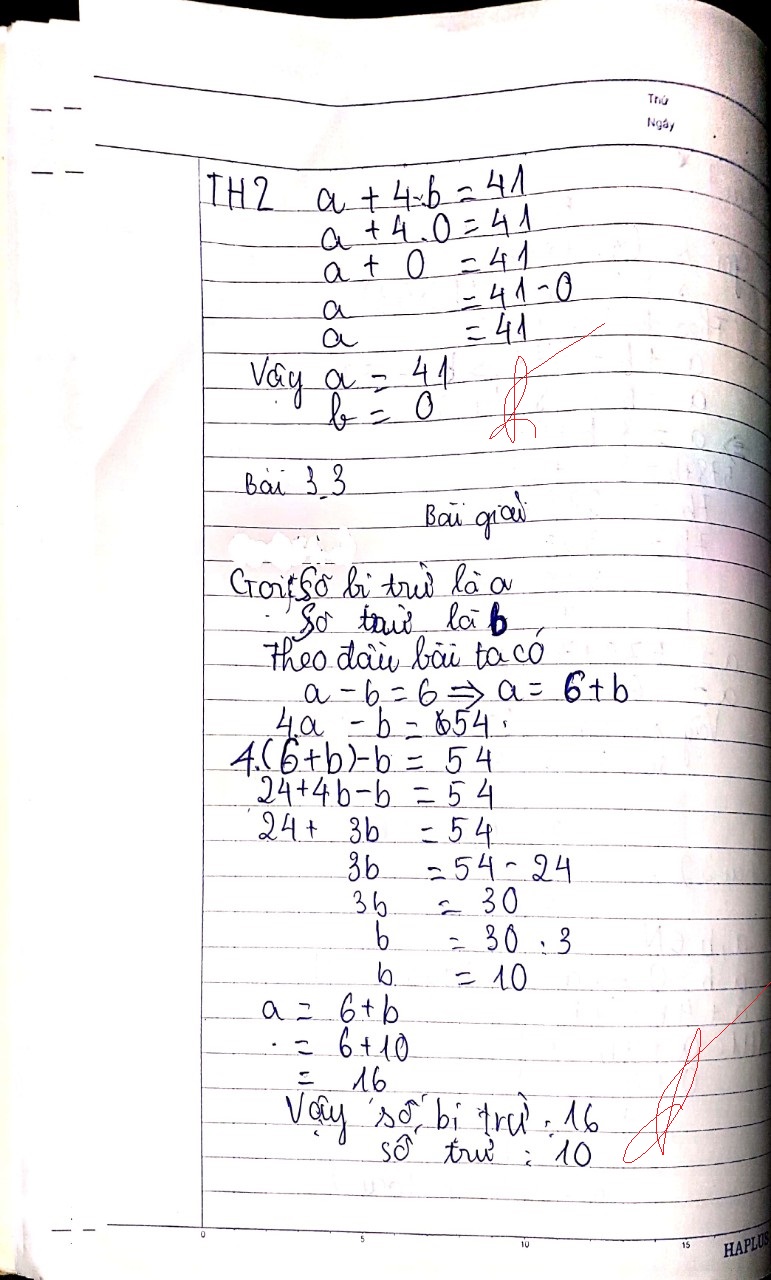 Thứ
Ngày
TH2 a + 4.b = 41
a + 4.0 = 41
a + 0 = 41
a = 41 - 0
a = 41
Vậy a = 41
b = 0
Bài 3.3
Bài giải
Gọi số bị trừ là a
Số trừ là b
Theo đầu bài ta có
a - b = 6 => a = 6 + b
4.a - b = 54
4.(6+b)-b = 54
24+4b-b = 54
24 + 3b = 54
3b = 54 - 24
3b = 30
b = 30 : 3
b = 10
a = 6+b
= 6+10
= 16
Vậy số bị trừ : 16
số trừ : 10
0 5 10 15
HAPLUS